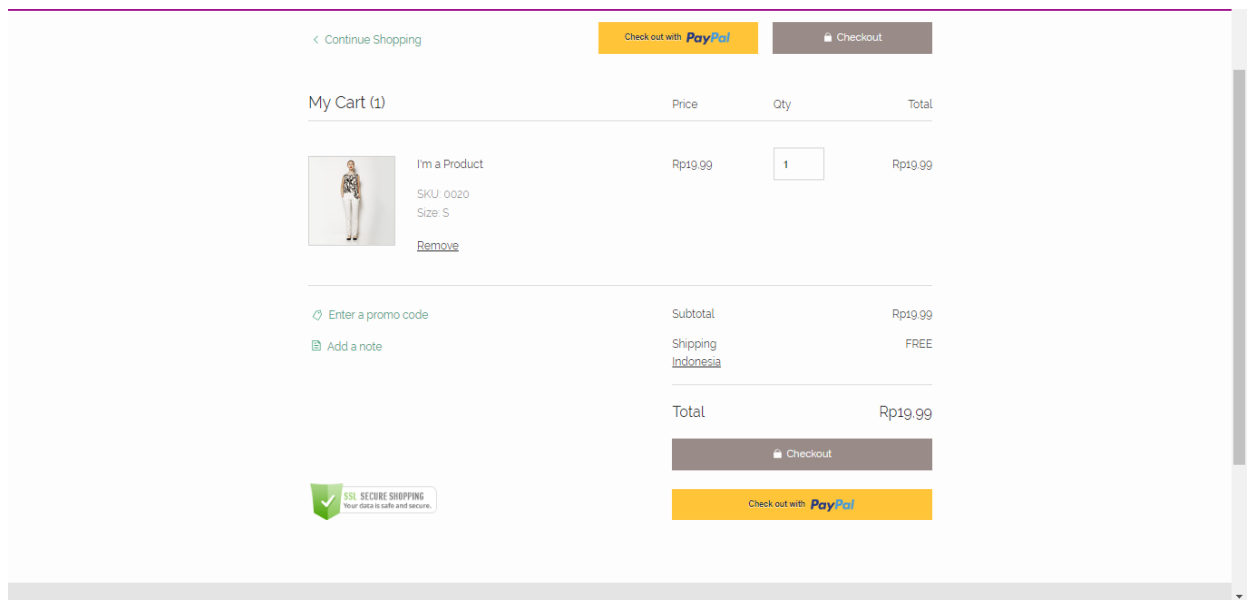 Continue Shopping
Check out with PayPal
Checkout
My Cart (1)
Price
Qty
Total
I'm a Product
Rp19.99
1
Rp19.99
SKU: 0020
Size: S
Remove
Enter a promo code
Subtotal
Rp19.99
Add a note
Shipping
FREE
Indonesia
Total
Rp19.99
Checkout
SSL SECURE SHOPPING
Your data is safe and secure.
Check out with PayPal